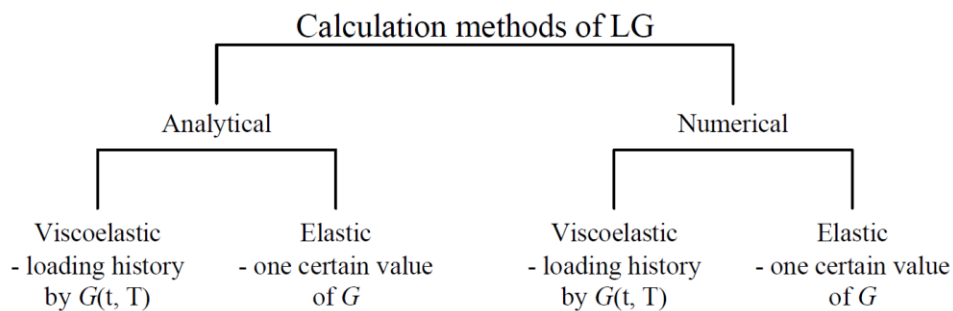 Calculation methods of LG
Analytical
Numerical
Viscoelastic
- loading history
by G(t, T)
Elastic
- one certain value
of G
Viscoelastic
- loading history
by G(t, T)
Elastic
- one certain value
of G